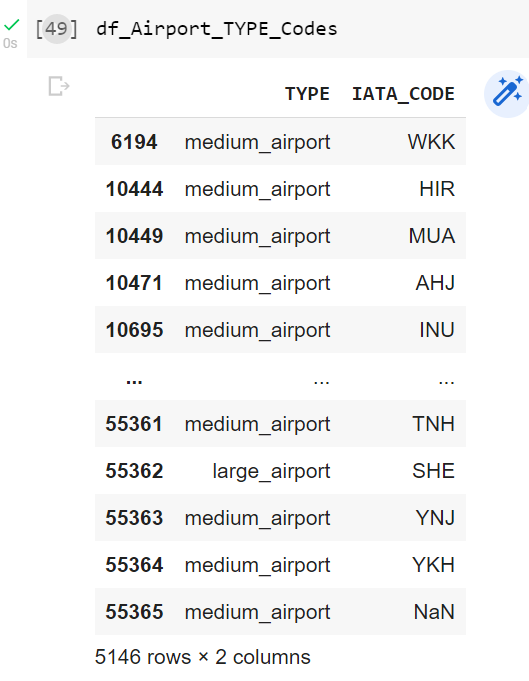 [49] df_Airport_TYPE_Codes
0s
TYPE IATA_CODE
6194 medium_airport WKK
10444 medium_airport HIR
10449 medium_airport MUA
10471 medium_airport AHJ
10695 medium_airport INU
... ... ...
55361 medium_airport TNH
55362 large_airport SHE
55363 medium_airport YNJ
55364 medium_airport YKH
55365 medium_airport NaN
5146 rows × 2 columns